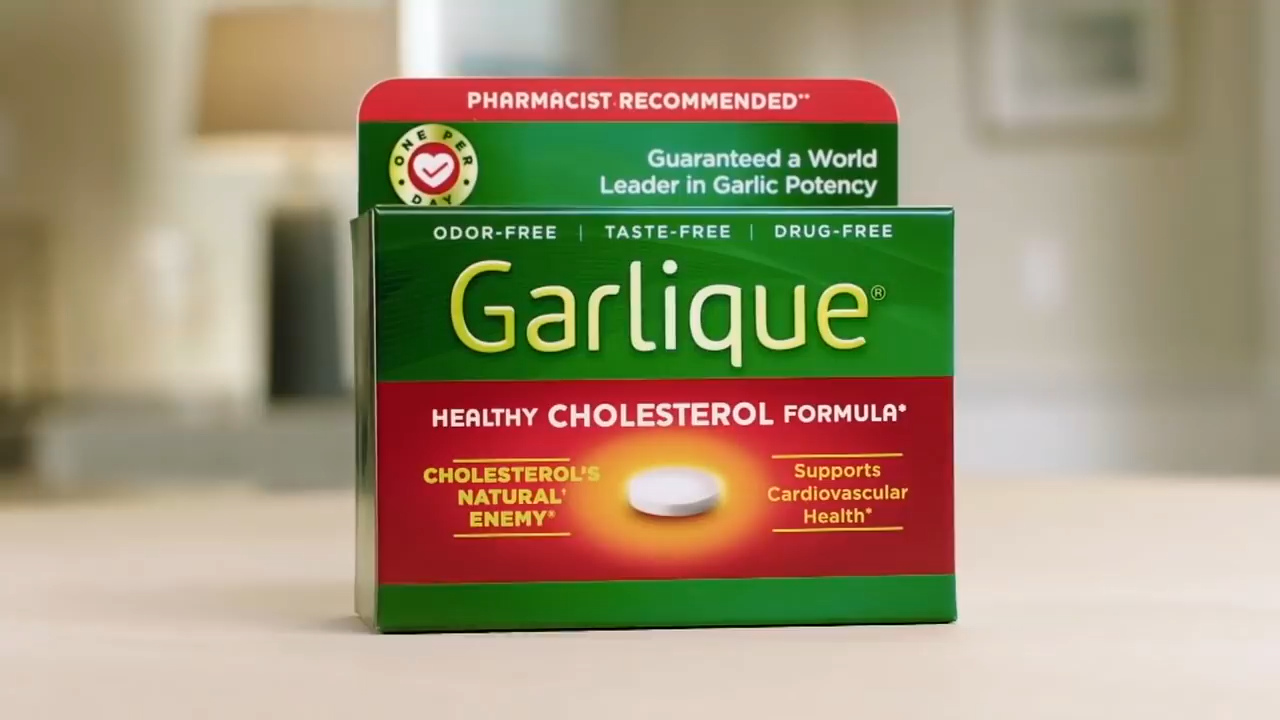 PHARMACIST RECOMMENDED**
ONE PER DAY
Guaranteed a World
Leader in Garlic Potency
ODOR-FREE | TASTE-FREE | DRUG-FREE
Garlique®
HEALTHY CHOLESTEROL FORMULA*
CHOLESTEROL'S
NATURAL†
ENEMY®
Supports
Cardiovascular
Health*